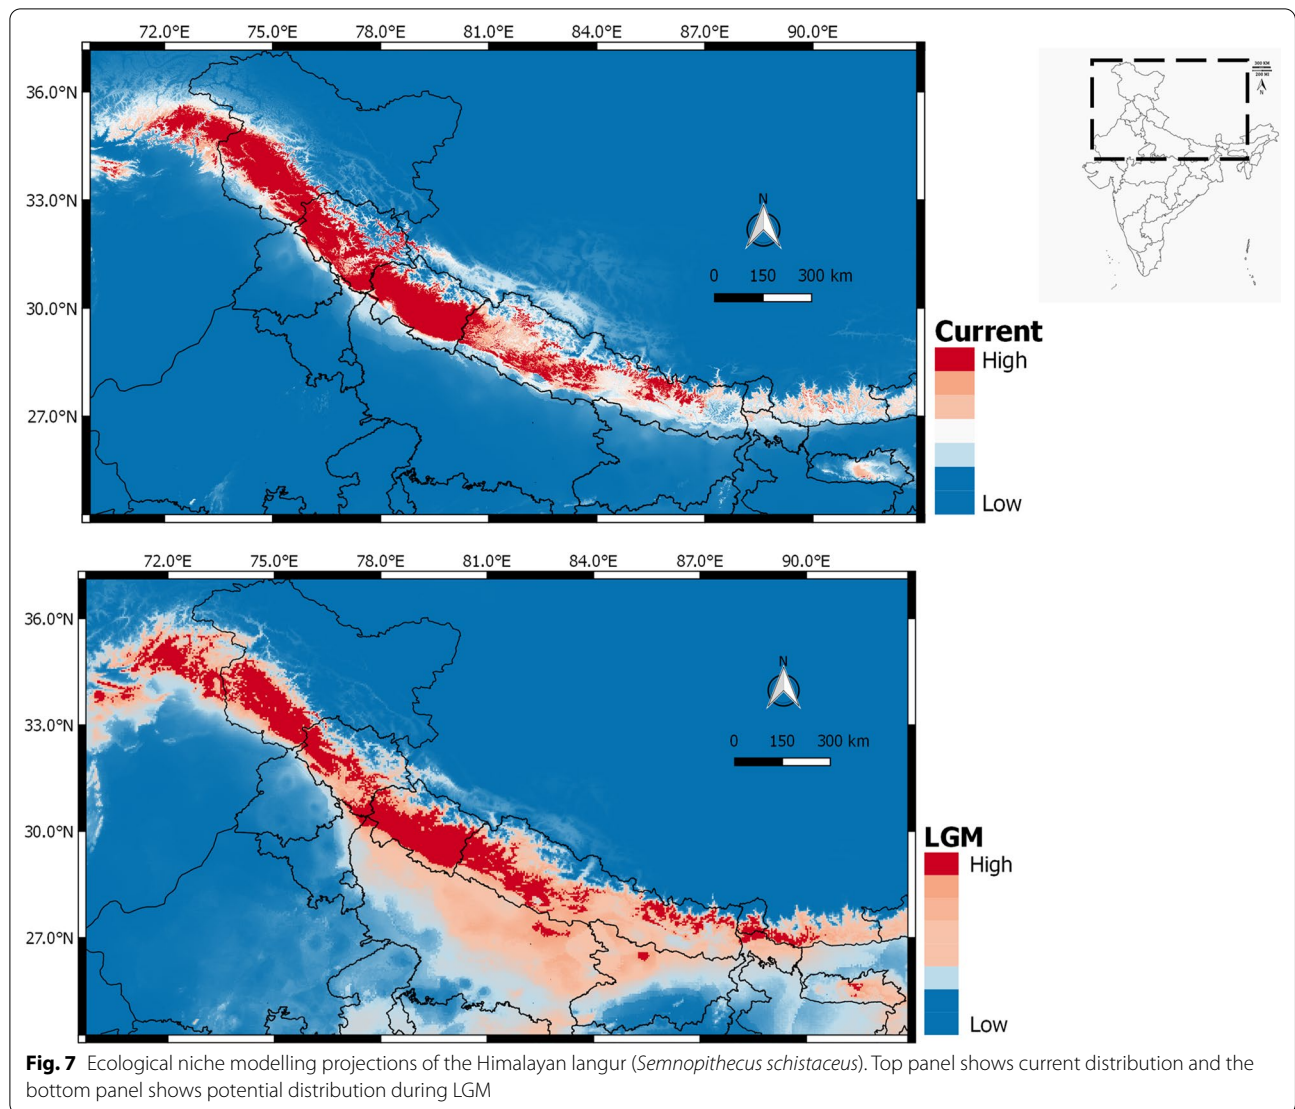 72.0°E 75.0°E 78.0°E 81.0°E 84.0°E 87.0°E 90.0°E
36.0°N
33.0°N
30.0°N
27.0°N
N
0 150 300 km
300 KM
200 MI
N
Current
High
Low
72.0°E 75.0°E 78.0°E 81.0°E 84.0°E 87.0°E 90.0°E
36.0°N
33.0°N
30.0°N
27.0°N
N
0 150 300 km
LGM
High
Low
Fig. 7 Ecological niche modelling projections of the Himalayan langur (Semnopithecus schistaceus). Top panel shows current distribution and the
bottom panel shows potential distribution during LGM